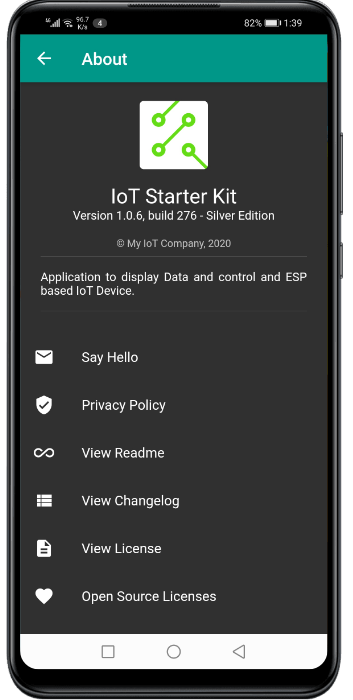 4G 96.7 K/s 4 82% 1:39
About
IoT Starter Kit
Version 1.0.6, build 276 - Silver Edition
© My IoT Company, 2020
Application to display Data and control and ESP
based IoT Device.
Say Hello
Privacy Policy
View Readme
View Changelog
View License
Open Source Licenses